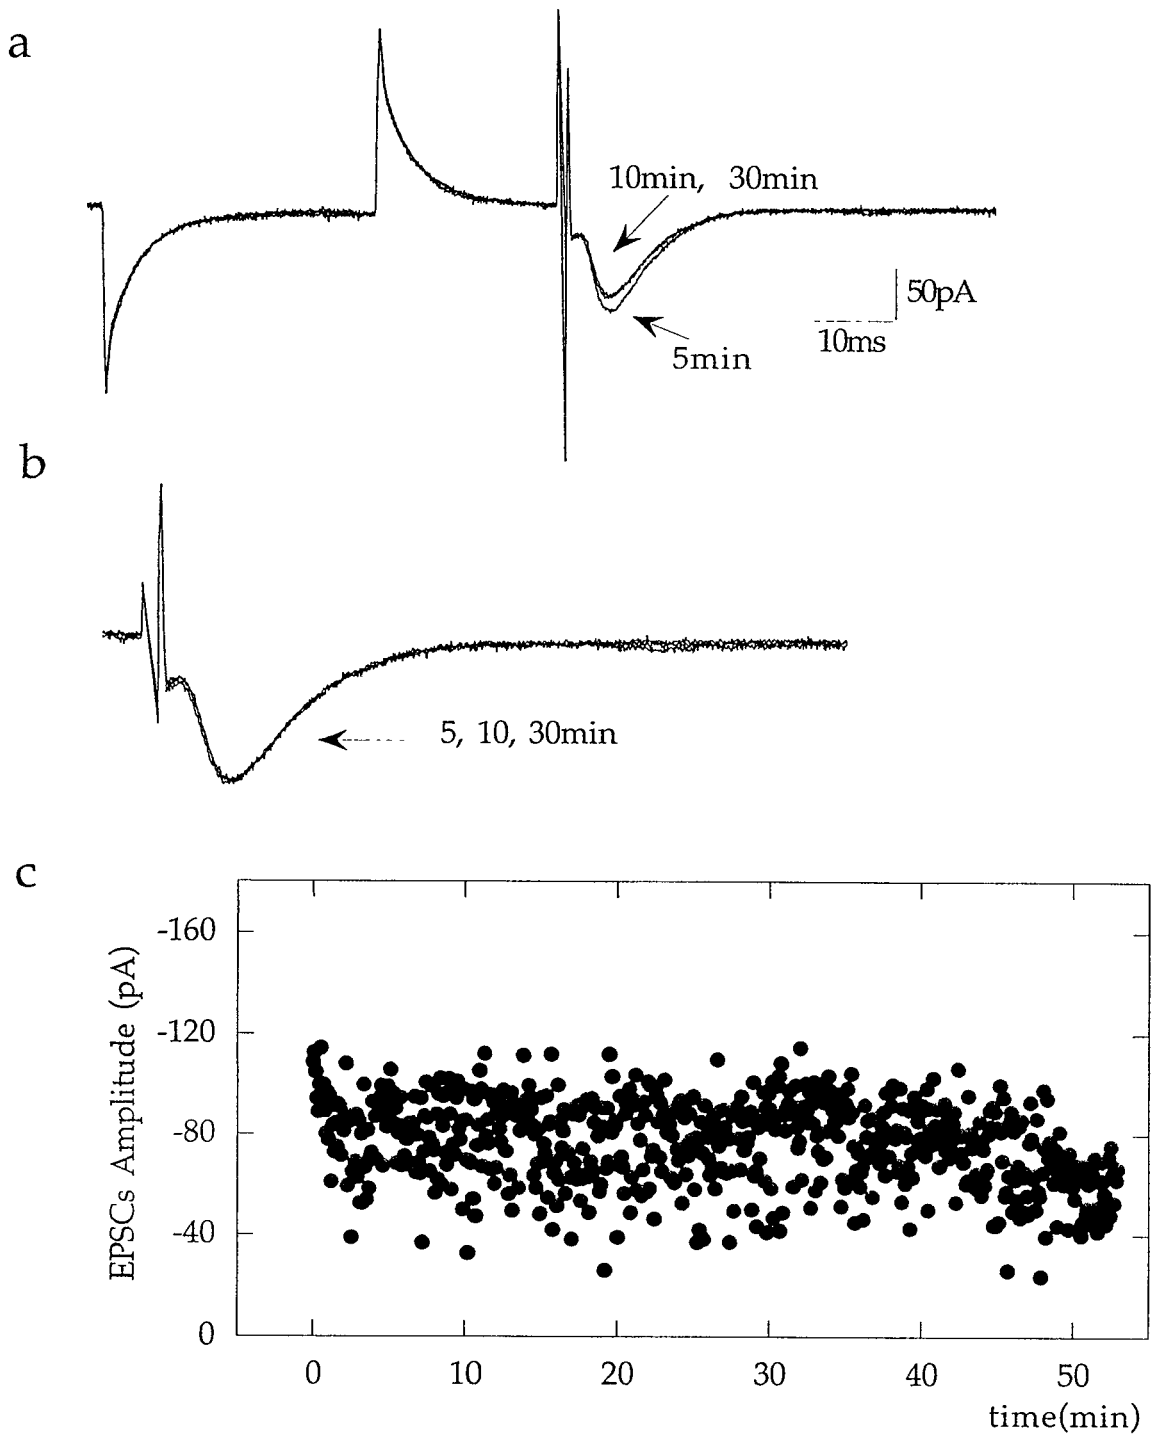 a
10min, 30min
50pA
10ms
5min
b
5, 10, 30min
c
EPSCs Amplitude (pA)
-160
-120
-80
-40
0
0 10 20 30 40 50
time(min)